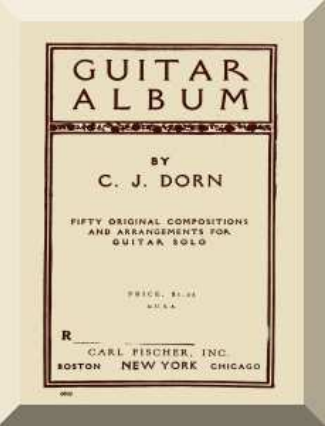 GUITAR
ALBUM
BY
C. J. DORN
FIFTY ORIGINAL COMPOSITIONS
AND ARRANGEMENTS FOR
GUITAR SOLO
PRICE,
U.S.A.
R
CARL FISCHER, INC.
BOSTON NEW YORK CHICAGO